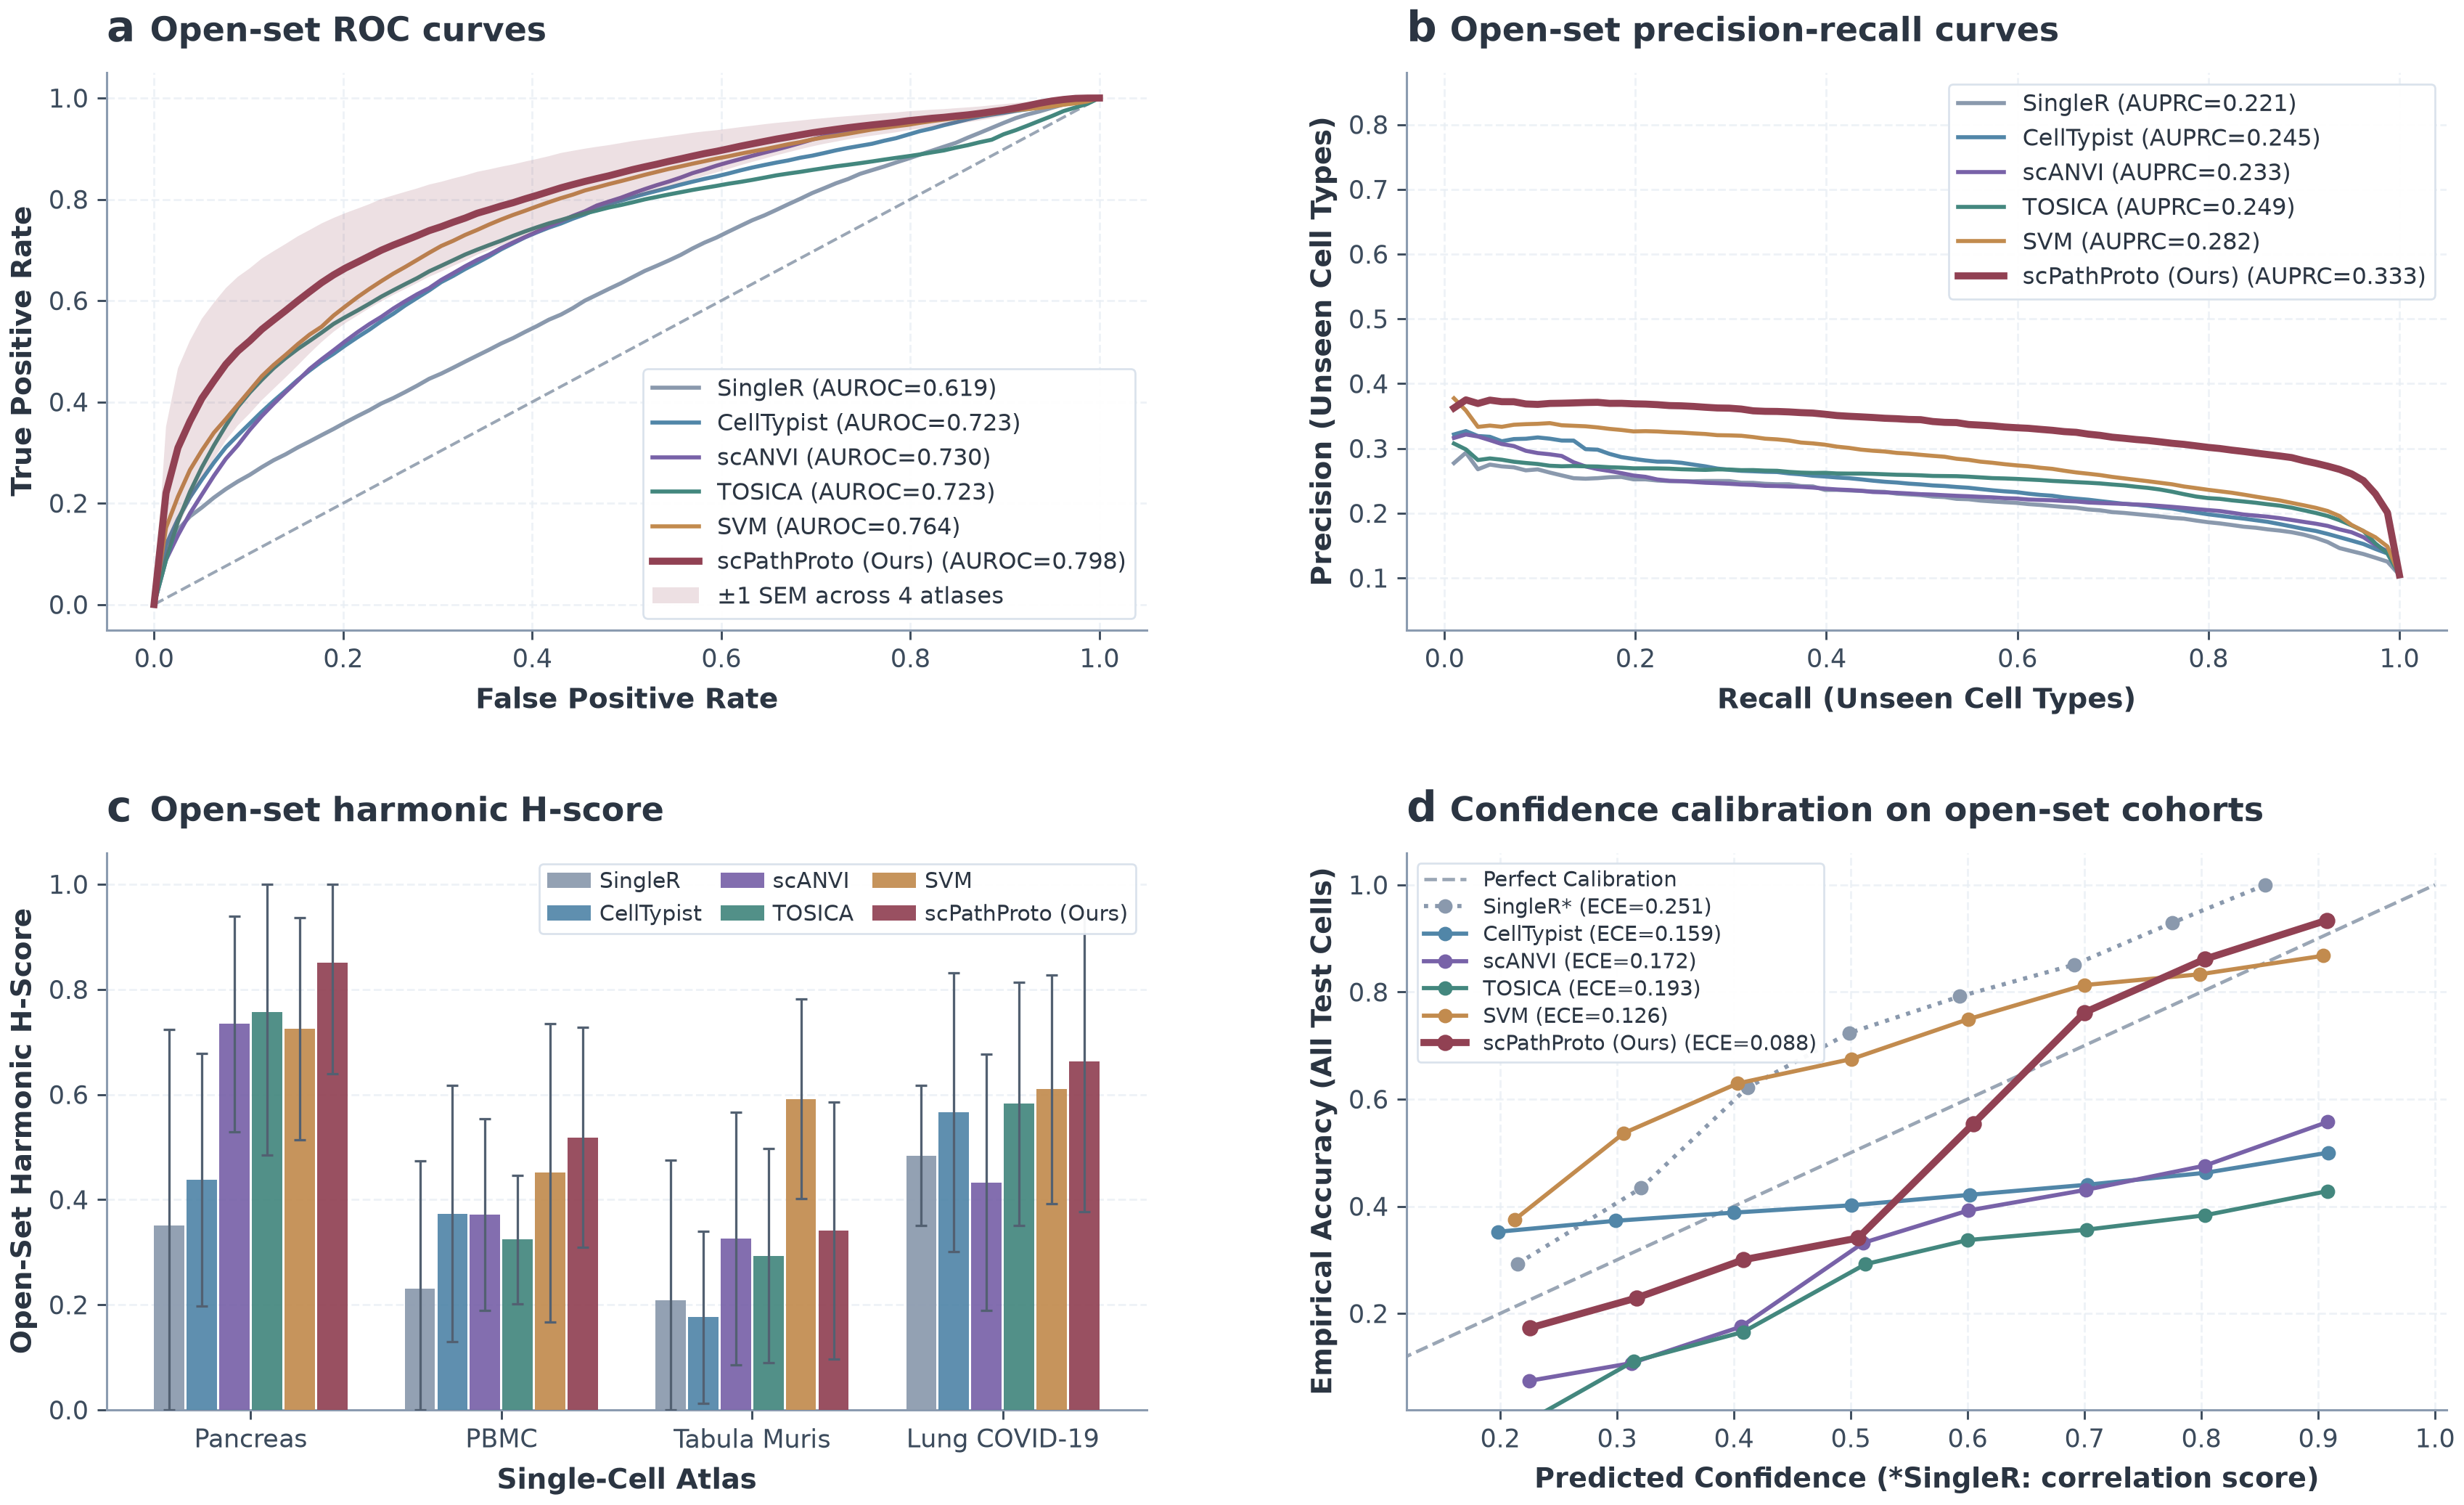 a Open-set ROC curves
True Positive Rate
1.0
0.8
0.6
0.4
0.2
0.0
SingleR (AUROC=0.619)
CellTypist (AUROC=0.723)
scANVI (AUROC=0.730)
TOSICA (AUROC=0.723)
SVM (AUROC=0.764)
scPathProto (Ours) (AUROC=0.798)
±1 SEM across 4 atlases
0.0 0.2 0.4 0.6 0.8 1.0
False Positive Rate
b Open-set precision-recall curves
Precision (Unseen Cell Types)
0.8
0.7
0.6
0.5
0.4
0.3
0.2
0.1
SingleR (AUPRC=0.221)
CellTypist (AUPRC=0.245)
scANVI (AUPRC=0.233)
TOSICA (AUPRC=0.249)
SVM (AUPRC=0.282)
scPathProto (Ours) (AUPRC=0.333)
0.0 0.2 0.4 0.6 0.8 1.0
Recall (Unseen Cell Types)
c Open-set harmonic H-score
Open-Set Harmonic H-Score
1.0
0.8
0.6
0.4
0.2
0.0
SingleR scANVI SVM
CellTypist TOSICA scPathProto (Ours)
Pancreas PBMC Tabula Muris Lung COVID-19
Single-Cell Atlas
d Confidence calibration on open-set cohorts
Empirical Accuracy (All Test Cells)
1.0
0.8
0.6
0.4
0.2
Perfect Calibration
SingleR* (ECE=0.251)
CellTypist (ECE=0.159)
scANVI (ECE=0.172)
TOSICA (ECE=0.193)
SVM (ECE=0.126)
scPathProto (Ours) (ECE=0.088)
0.2 0.3 0.4 0.5 0.6 0.7 0.8 0.9 1.0
Predicted Confidence (*SingleR: correlation score)